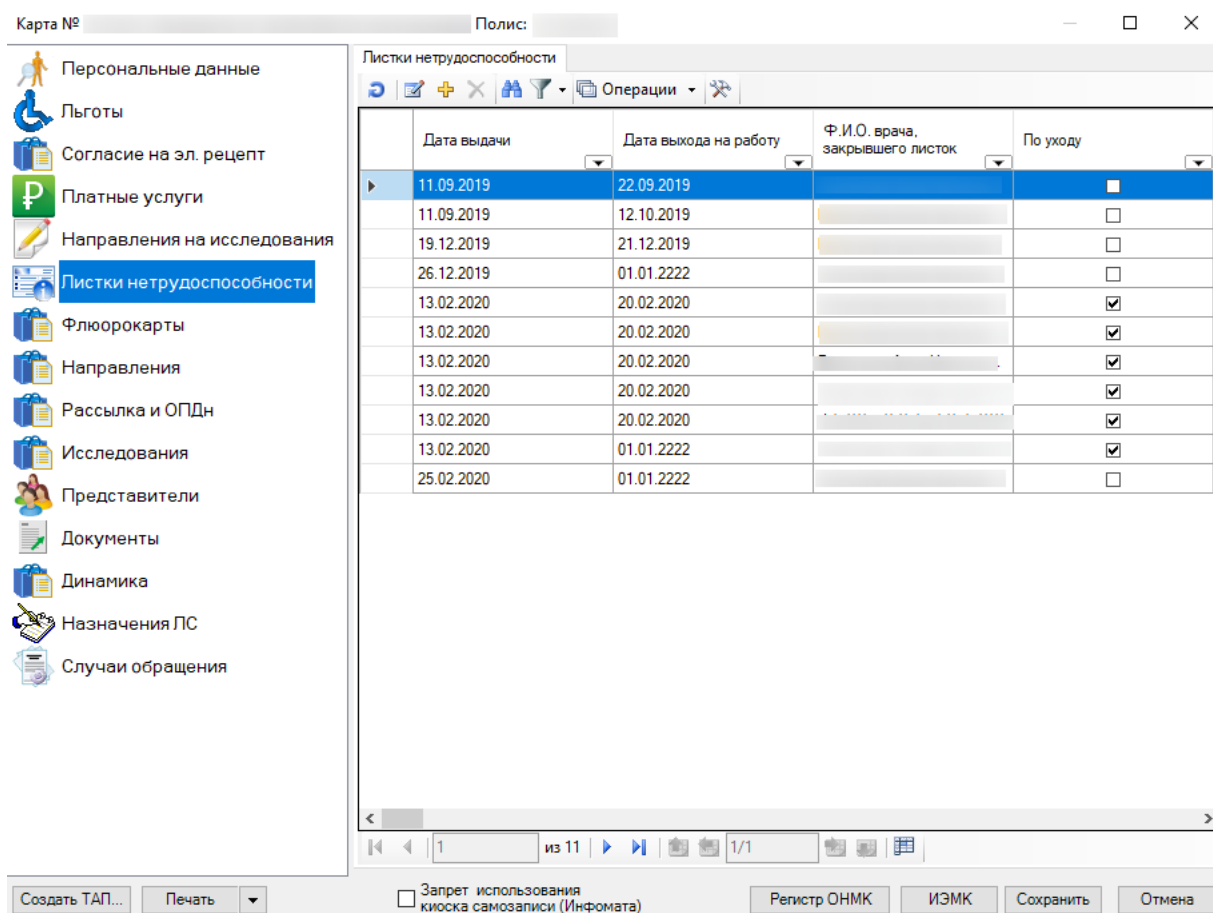 Карта №
Полис:
Персональные данные
Льготы
Согласие на эл. рецепт
Платные услуги
Направления на исследования
Листки нетрудоспособности
Флюорокарты
Направления
Рассылка и ОПДн
Исследования
Представители
Документы
Динамика
Назначения ЛС
Случаи обращения
Листки нетрудоспособности
Операции
Дата выдачи Дата выхода на работу Ф.И.О. врача, закрывшего листок По уходу
11.09.2019 22.09.2019
11.09.2019 12.10.2019
19.12.2019 21.12.2019
26.12.2019 01.01.2222
13.02.2020 20.02.2020
13.02.2020 20.02.2020
13.02.2020 20.02.2020
13.02.2020 20.02.2020
13.02.2020 20.02.2020
13.02.2020 01.01.2222
25.02.2020 01.01.2222
1 из 11 1/1
Создать ТАП... Печать
Запрет использования
киоска самозаписи (Инфомата)
Регистр ОНМК ИЭМК Сохранить Отмена